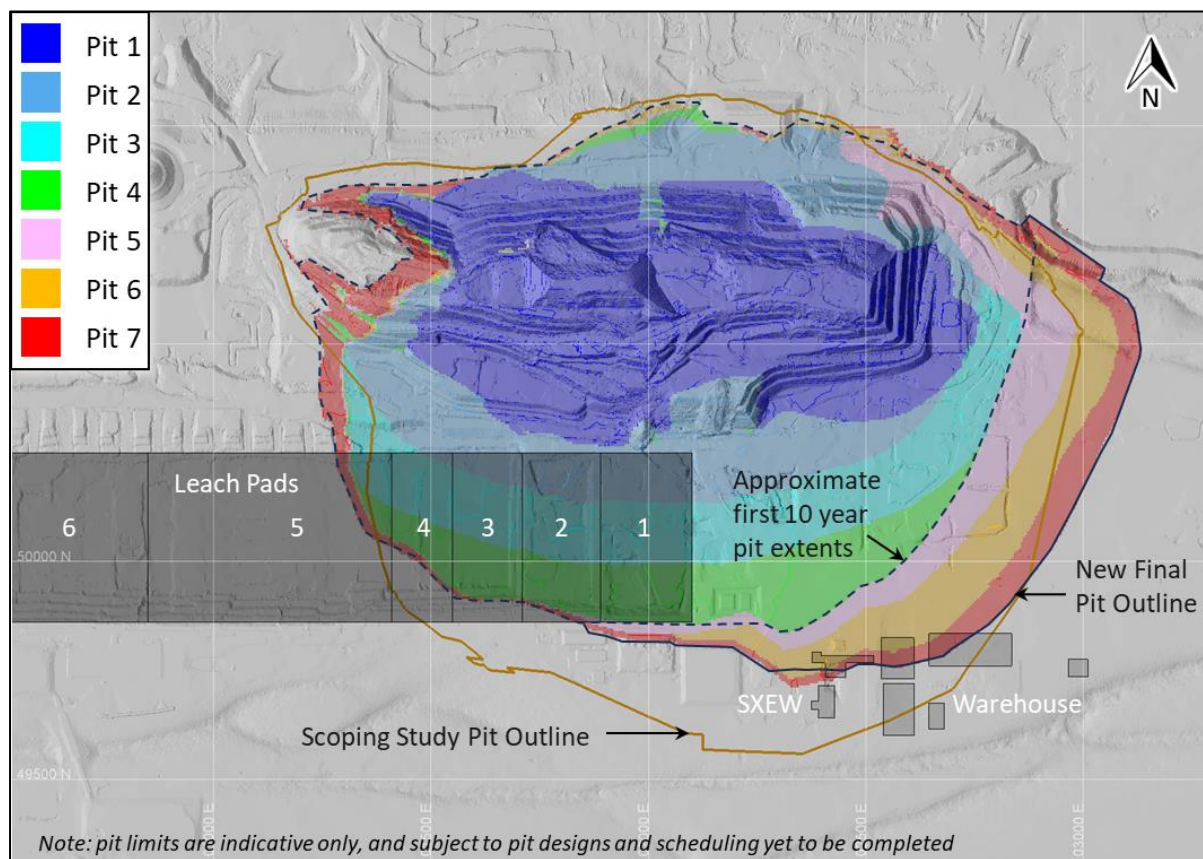 Pit 1
Pit 2
Pit 3
Pit 4
Pit 5
Pit 6
Pit 7
N
Leach Pads
6
5
4
3
2
1
Approximate
first 10 year
pit extents
50000 N
New Final
Pit Outline
SXEW
Warehouse
Scoping Study Pit Outline
49500 N
Note: pit limits are indicative only, and subject to pit designs and scheduling yet to be completed